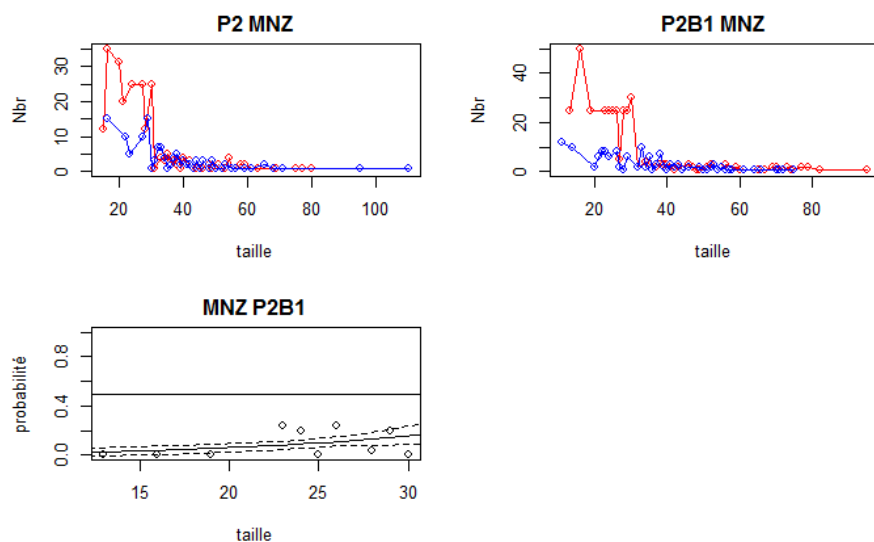 P2 MNZ
Nbr
0 10 20 30
20 40 60 80 100
taille
P2B1 MNZ
Nbr
0 20 40
20 40 60 80
taille
MNZ P2B1
probabilité
0.0 0.4 0.8
15 20 25 30
taille